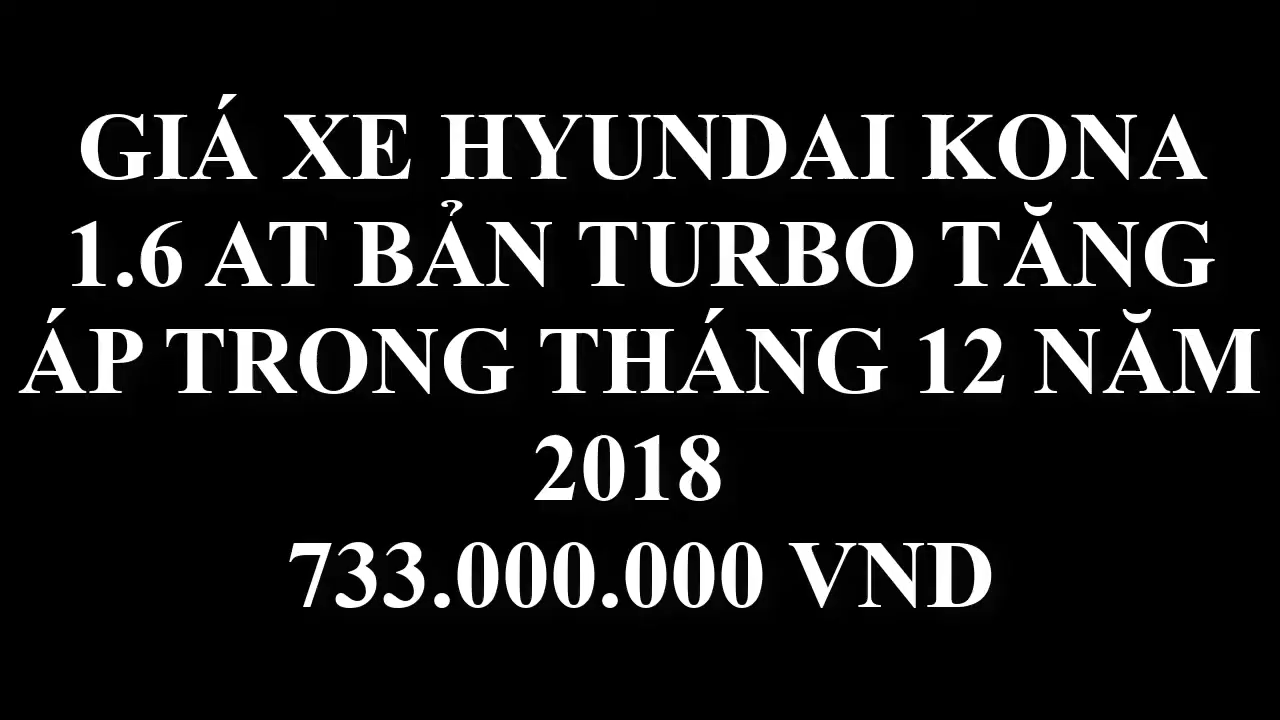 GIÁ XE HYUNDAI KONA
1.6 AT BẢN TURBO TĂNG
ÁP TRONG THÁNG 12 NĂM
2018
733.000.000 VND